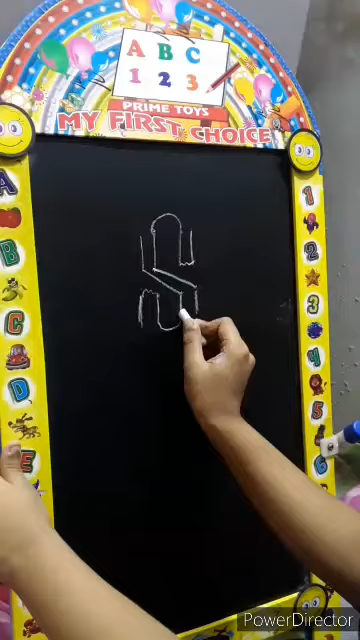 A B C
1 2 3
PRIME TOYS
MY FIRST CHOICE
A
B
C
D
E
1
2
3
4
5
6
PowerDirector